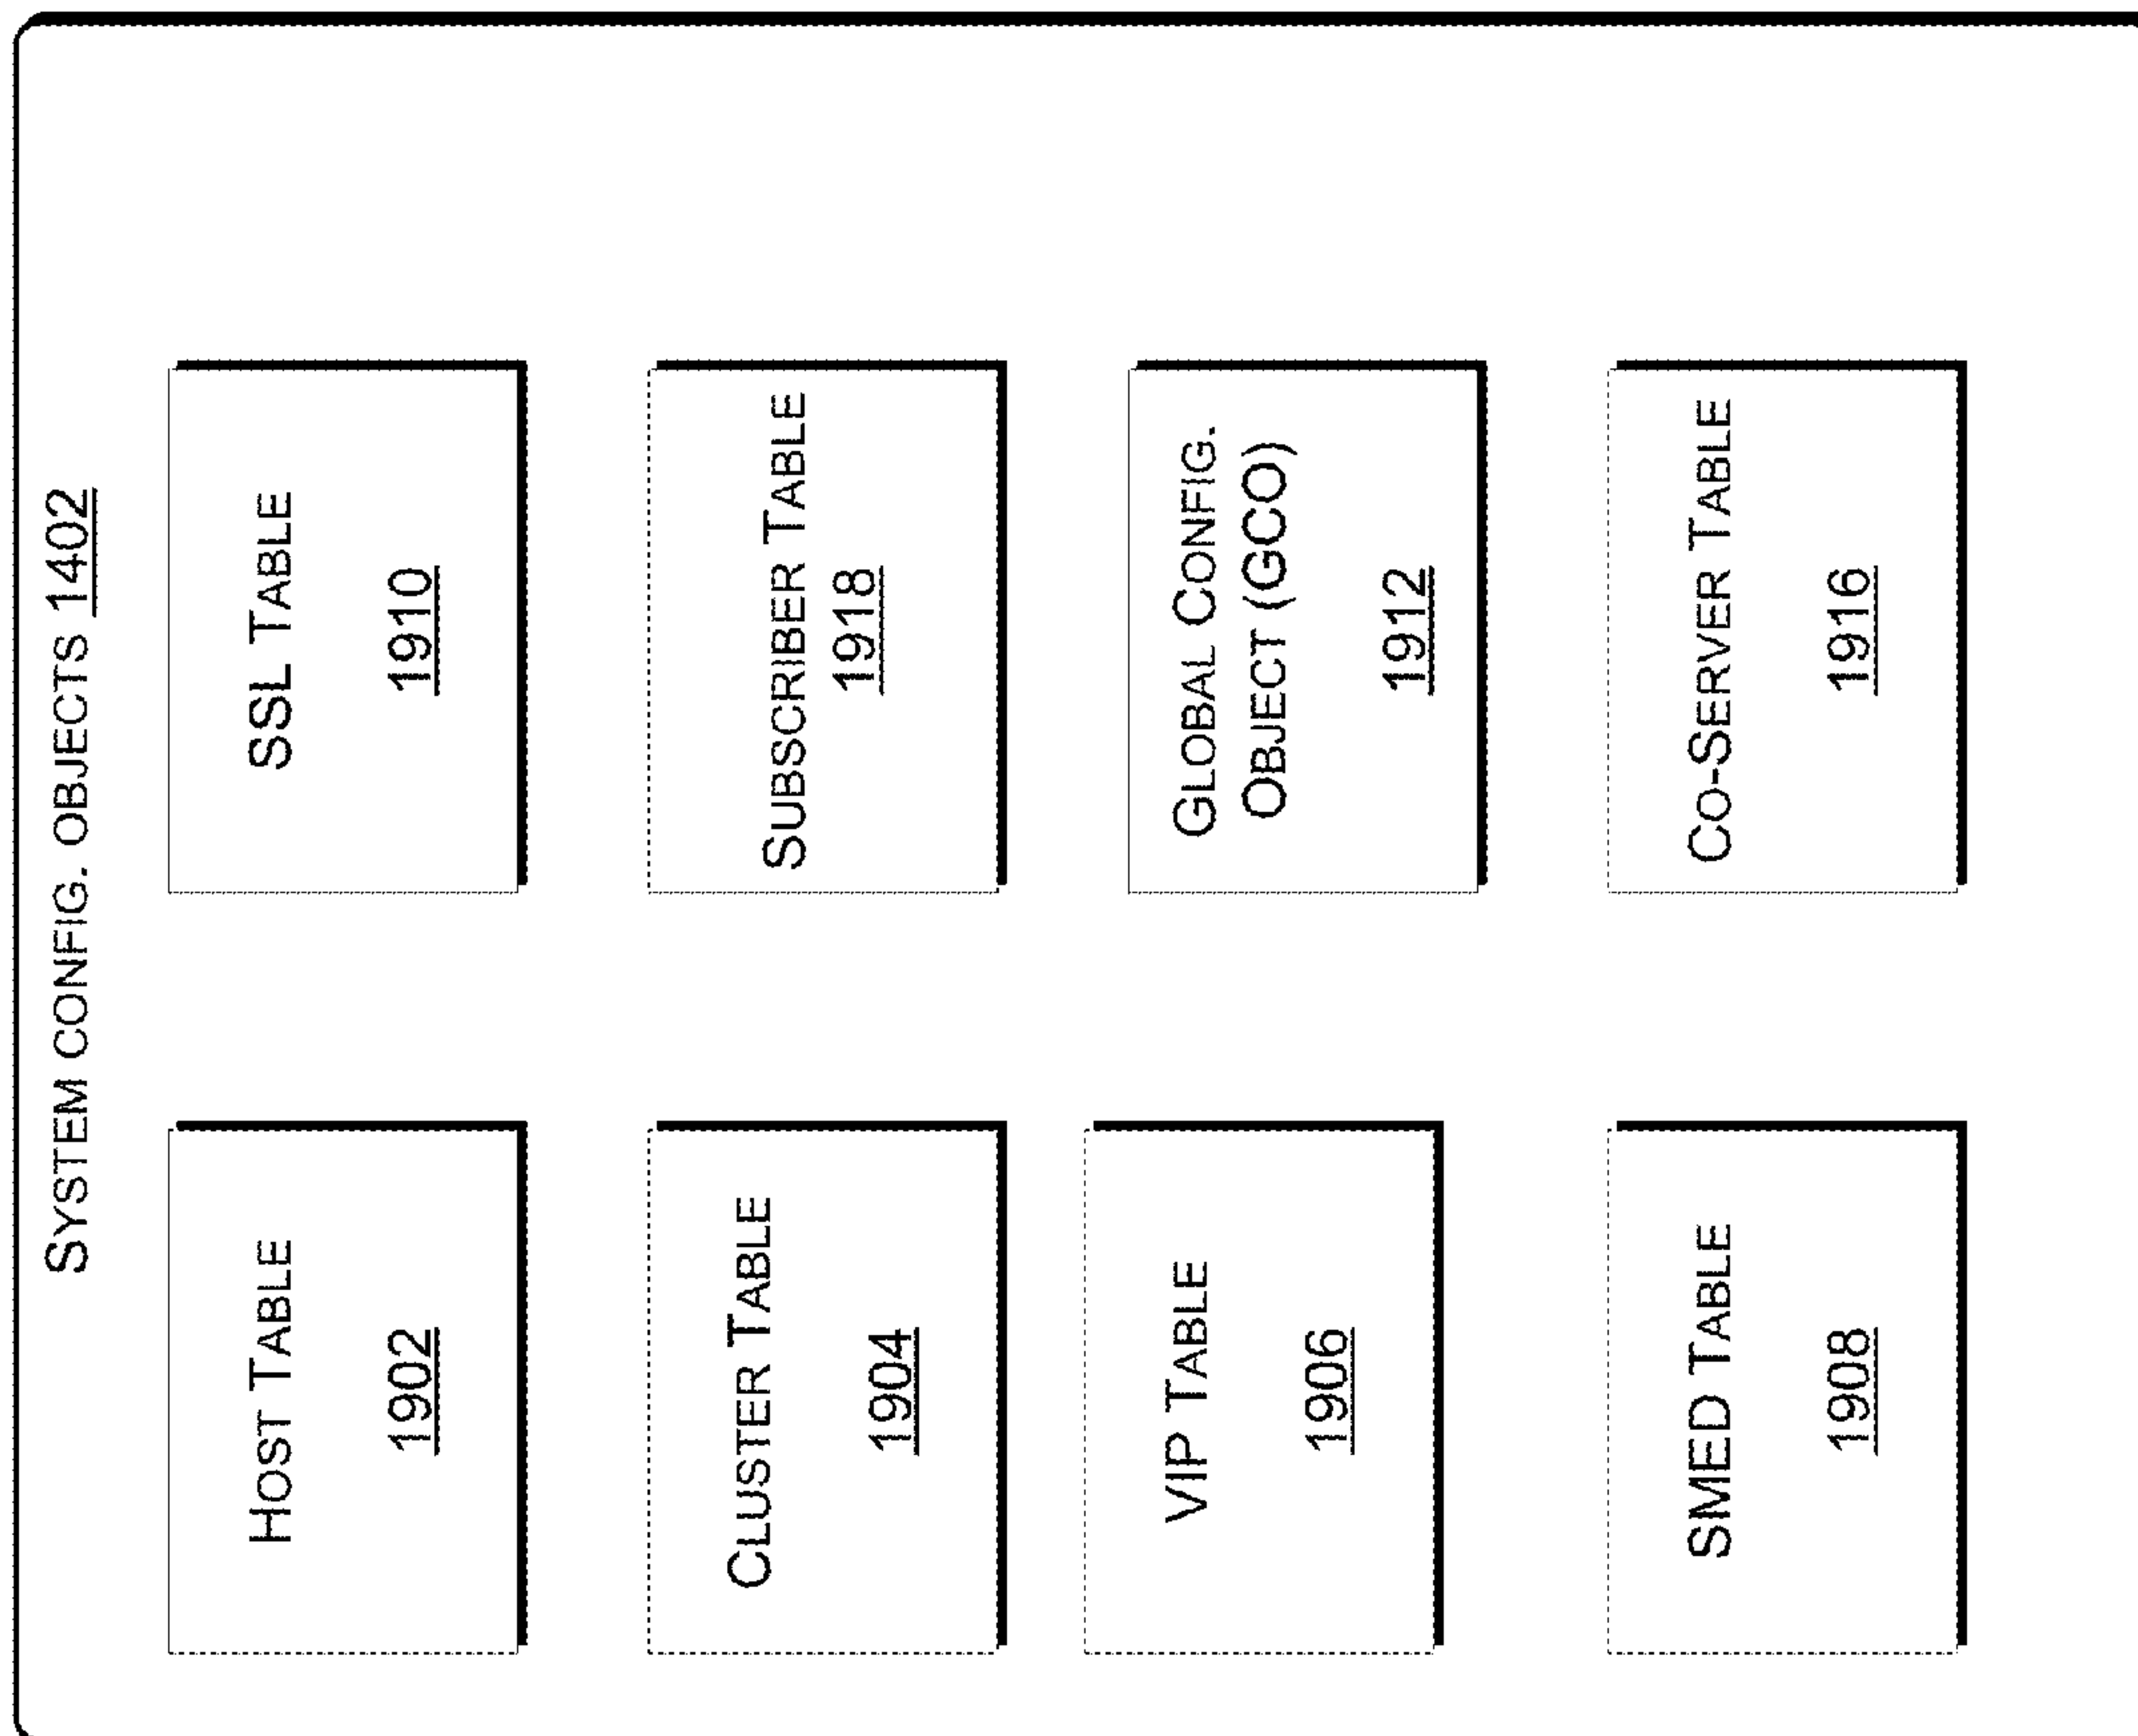 SYSTEM CONFIG. OBJECTS 1402
HOST TABLE
1902
CLUSTER TABLE
1904
VIP TABLE
1906
SMED TABLE
1908
SSL TABLE
1910
SUBSCRIBER TABLE
1918
GLOBAL CONFIG.
OBJECT (GCO)
1912
CO-SERVER TABLE
1916